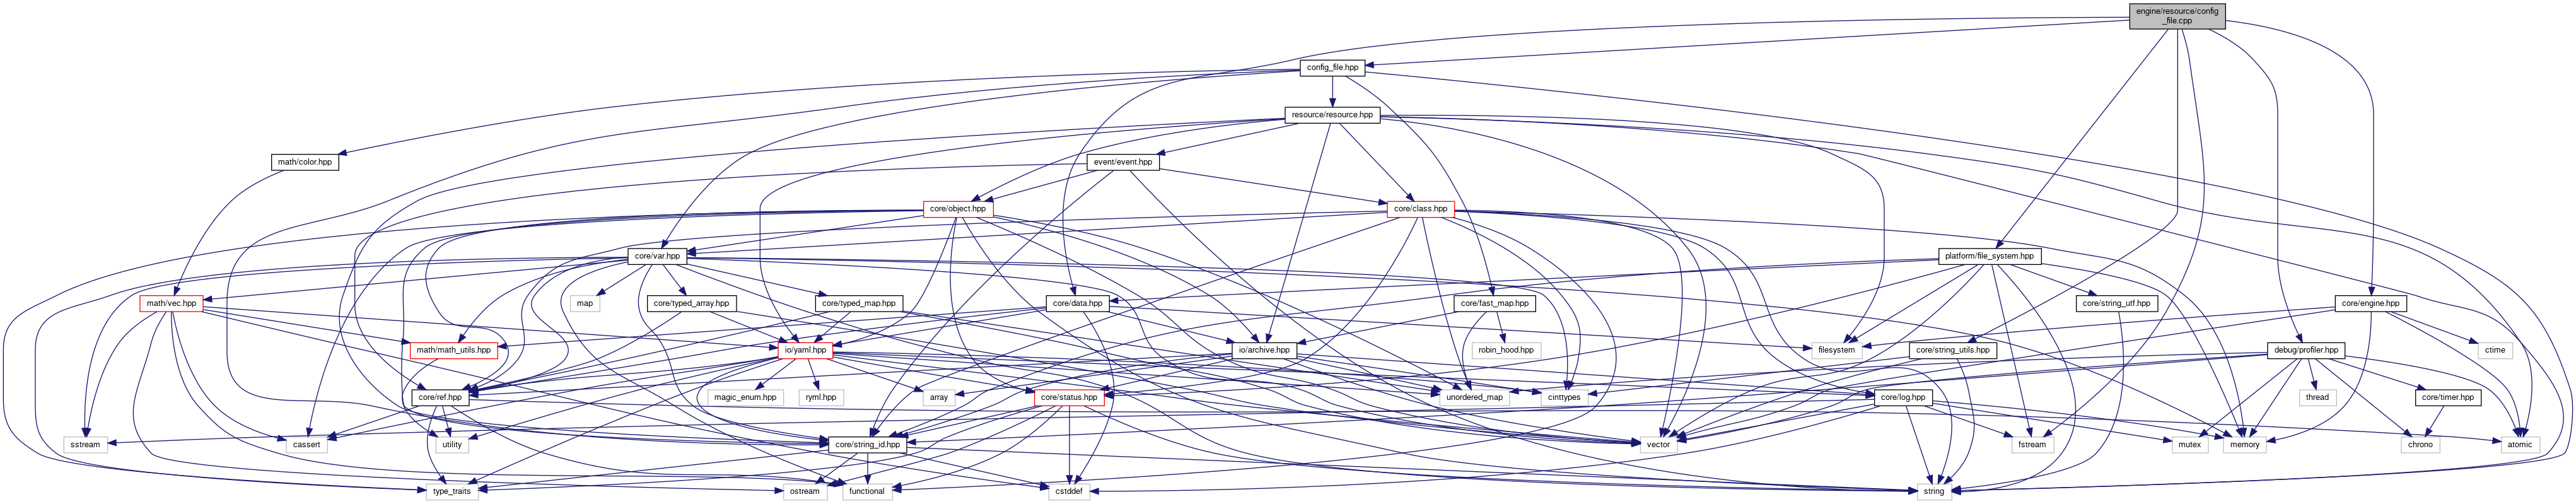 engine/resource/config
_file.cpp
config_file.hpp
resource/resource.hpp
math/color.hpp
event/event.hpp
core/object.hpp
core/class.hpp
core/var.hpp
platform/file_system.hpp
map
math/vec.hpp
core/typed_array.hpp
core/typed_map.hpp
core/data.hpp
core/fast_map.hpp
core/string_utf.hpp
core/engine.hpp
math/math_utils.hpp
io/yaml.hpp
io/archive.hpp
robin_hood.hpp
filesystem
core/string_utils.hpp
debug/profiler.hpp
ctime
core/ref.hpp
magic_enum.hpp
ryml.hpp
array
core/status.hpp
unordered_map
cinttypes
core/log.hpp
thread
core/timer.hpp
sstream
cassert
utility
core/string_id.hpp
vector
fstream
mutex
memory
chrono
atomic
type_traits
ostream
functional
cstddef
string